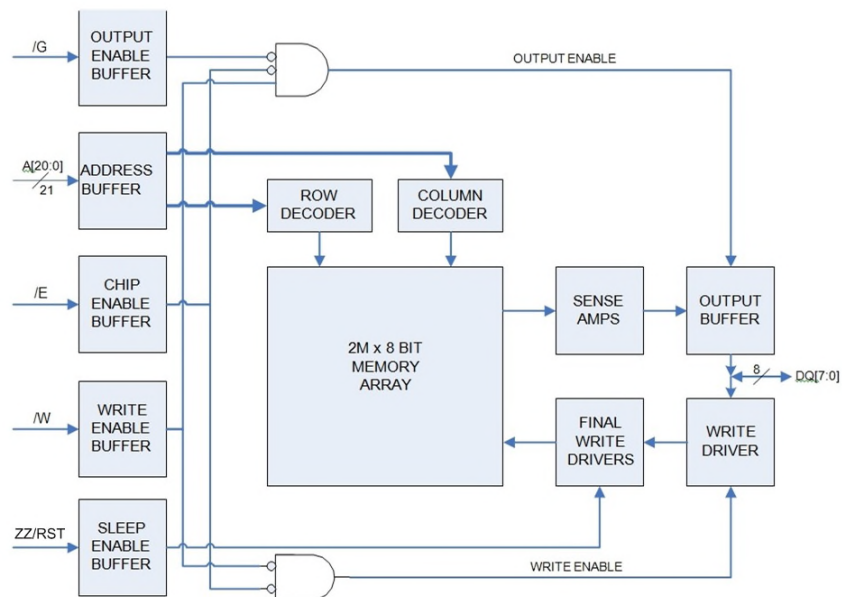 /G
OUTPUT
ENABLE
BUFFER
OUTPUT ENABLE
A[20:0]
21
ADDRESS
BUFFER
ROW
DECODER
COLUMN
DECODER
/E
CHIP
ENABLE
BUFFER
2M x 8 BIT
MEMORY
ARRAY
SENSE
AMPS
OUTPUT
BUFFER
8
DQ[7:0]
/W
WRITE
ENABLE
BUFFER
FINAL
WRITE
DRIVERS
WRITE
DRIVER
ZZ/RST
SLEEP
ENABLE
BUFFER
WRITE ENABLE